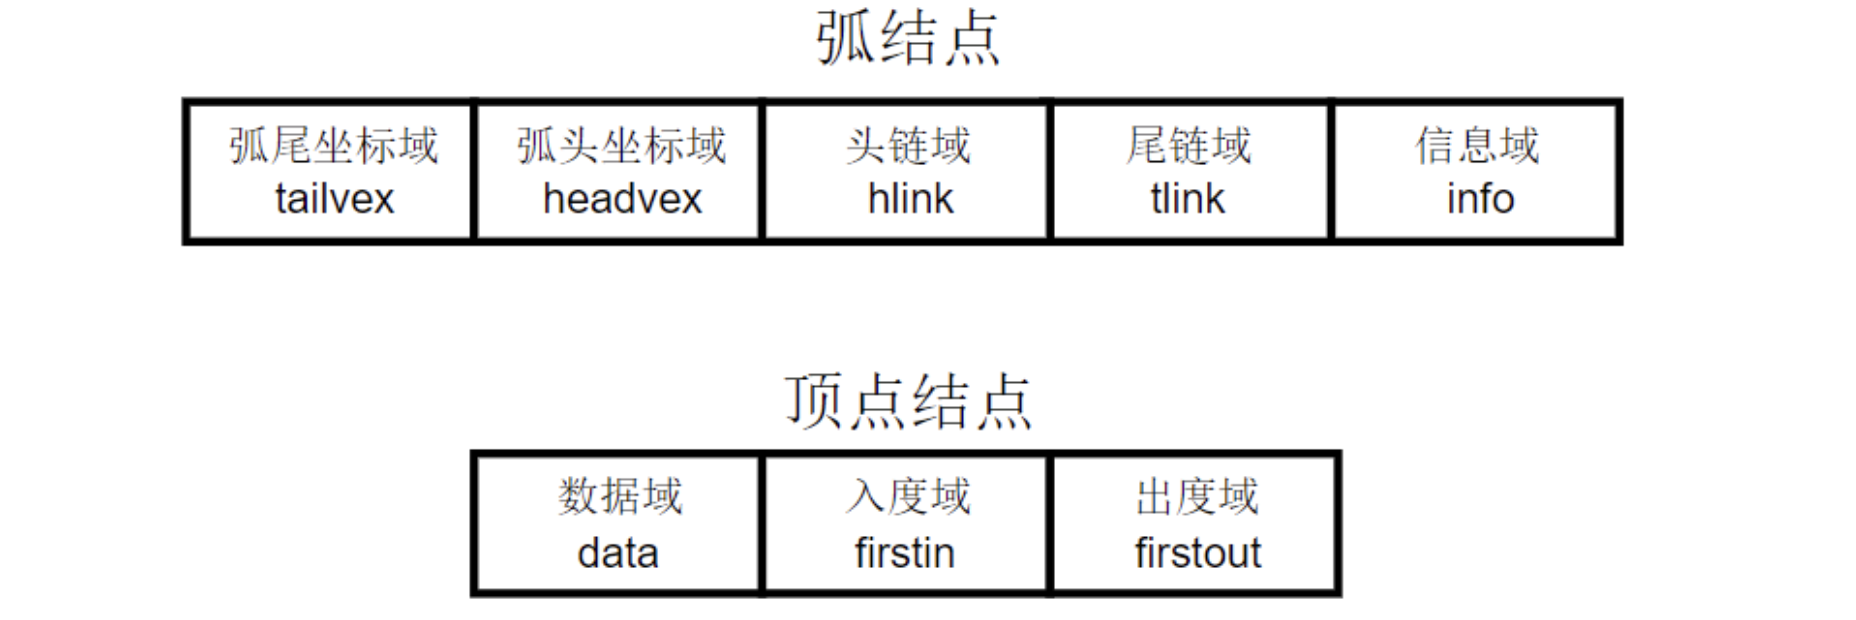 弧结点
弧尾坐标域 弧头坐标域 头链域 尾链域 信息域
tailvex headvex hlink tlink info
顶点结点
数据域 入度域 出度域
data firstin firstout